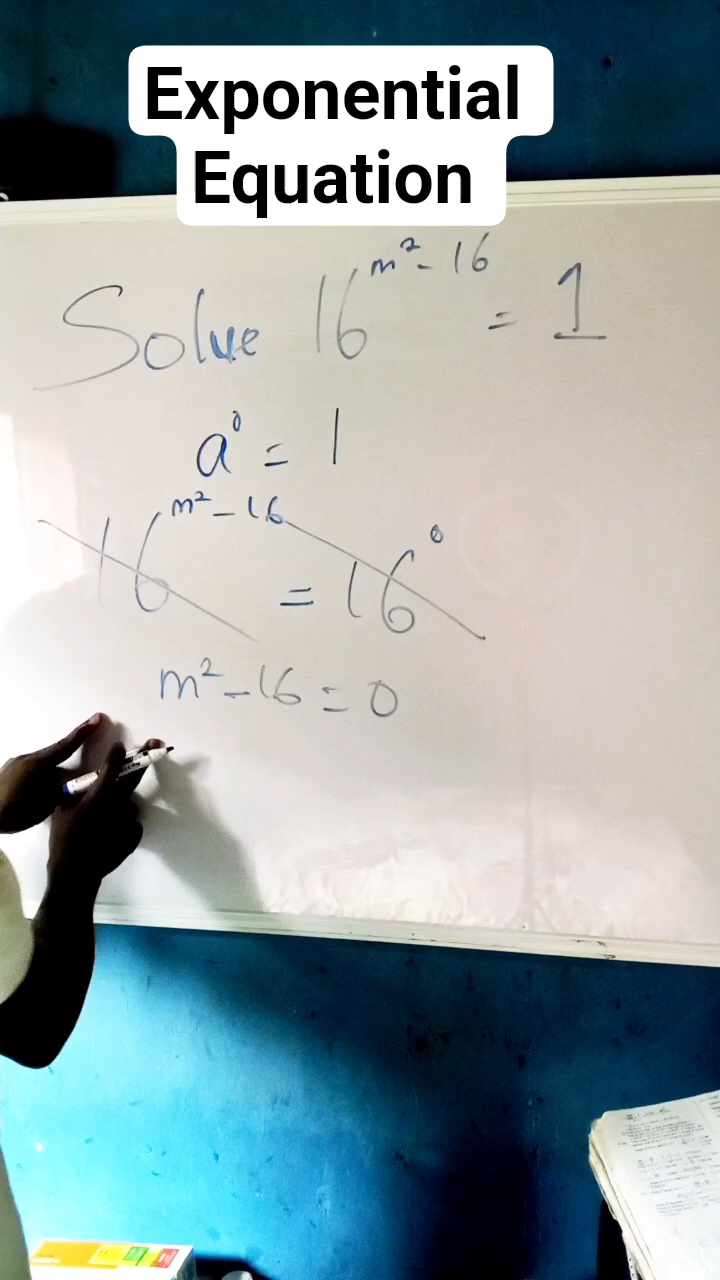 Exponential
Equation
Solve 16^{m²-16} = 1
a⁰ = 1
16^{m²-16} = 16⁰
m²-16 = 0